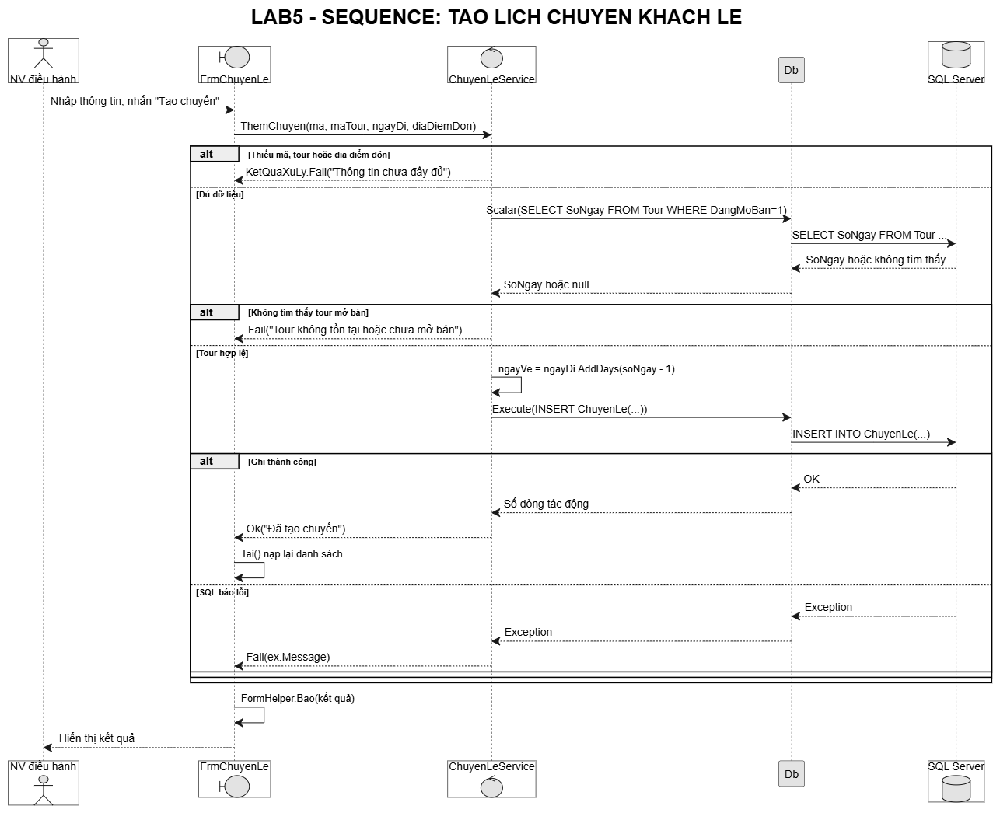 LAB5 - SEQUENCE: TAO LICH CHUYEN KHACH LE
NV điều hành
FrmChuyenLe
ChuyenLeService
Db
SQL Server
Nhập thông tin, nhấn "Tạo chuyến"
ThemChuyen(ma, maTour, ngayDi, diaDiemDon)
alt [Thiếu mã, tour hoặc địa điểm đón]
KetQuaXuLy.Fail("Thông tin chưa đầy đủ")
[Đủ dữ liệu]
Scalar(SELECT SoNgay FROM Tour WHERE DangMoBan=1)
SELECT SoNgay FROM Tour ...
SoNgay hoặc không tìm thấy
SoNgay hoặc null
alt [Không tìm thấy tour mở bán]
Fail("Tour không tồn tại hoặc chưa mở bán")
[Tour hợp lệ]
ngayVe = ngayDi.AddDays(soNgay - 1)
Execute(INSERT ChuyenLe(...))
INSERT INTO ChuyenLe(...)
alt [Ghi thành công]
OK
Số dòng tác động
Ok("Đã tạo chuyến")
Tai() nạp lại danh sách
[SQL báo lỗi]
Exception
Exception
Fail(ex.Message)
FormHelper.Bao(kết quả)
Hiển thị kết quả
NV điều hành
FrmChuyenLe
ChuyenLeService
Db
SQL Server